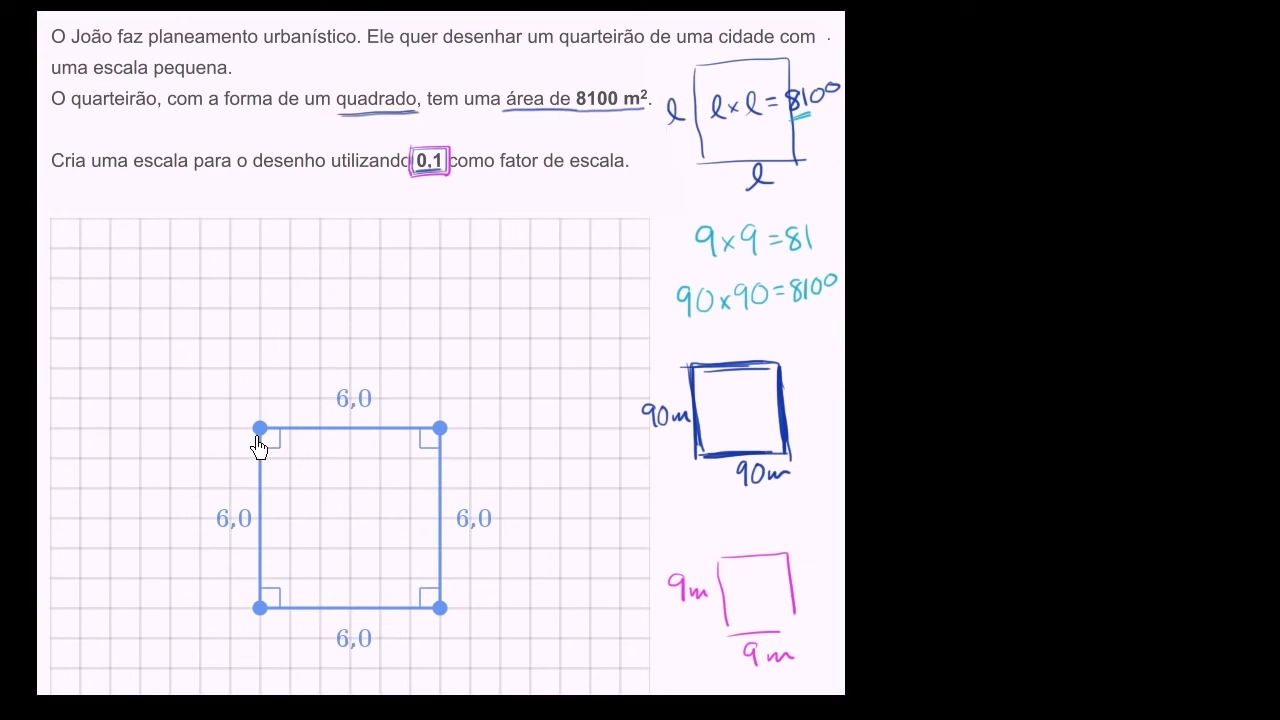 O João faz planeamento urbanístico. Ele quer desenhar um quarteirão de uma cidade com
uma escala pequena.
O quarteirão, com a forma de um quadrado, tem uma área de 8100 m².
Cria uma escala para o desenho utilizando 0,1 como fator de escala.
l
l x l = 8100
l
9 x 9 = 81
90 x 90 = 8100
90m
90m
9m
9m
6,0
6,0
6,0
6,0